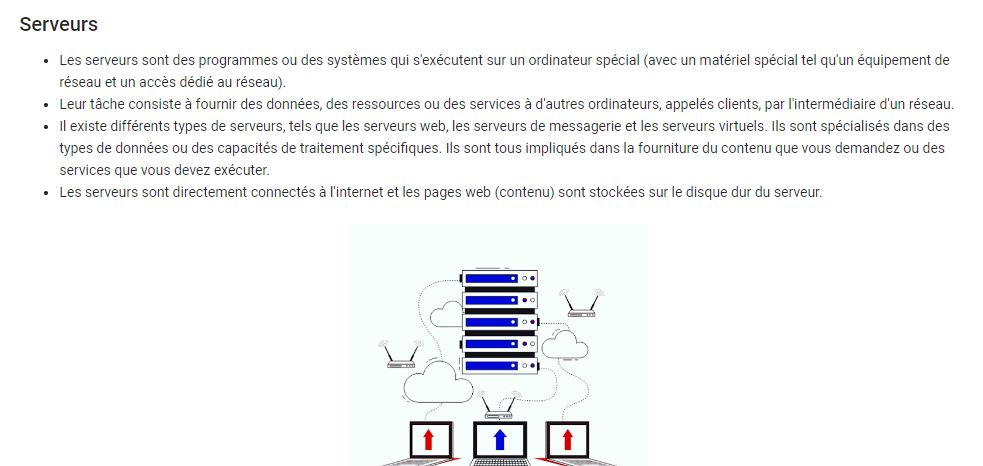 Serveurs
Les serveurs sont des programmes ou des systèmes qui s'exécutent sur un ordinateur spécial (avec un matériel spécial tel qu'un équipement de
réseau et un accès dédié au réseau).
Leur tâche consiste à fournir des données, des ressources ou des services à d'autres ordinateurs, appelés clients, par l'intermédiaire d'un réseau.
Il existe différents types de serveurs, tels que les serveurs web, les serveurs de messagerie et les serveurs virtuels. Ils sont spécialisés dans des
types de données ou des capacités de traitement spécifiques. Ils sont tous impliqués dans la fourniture du contenu que vous demandez ou des
services que vous devez exécuter.
Les serveurs sont directement connectés à l'internet et les pages web (contenu) sont stockées sur le disque dur du serveur.